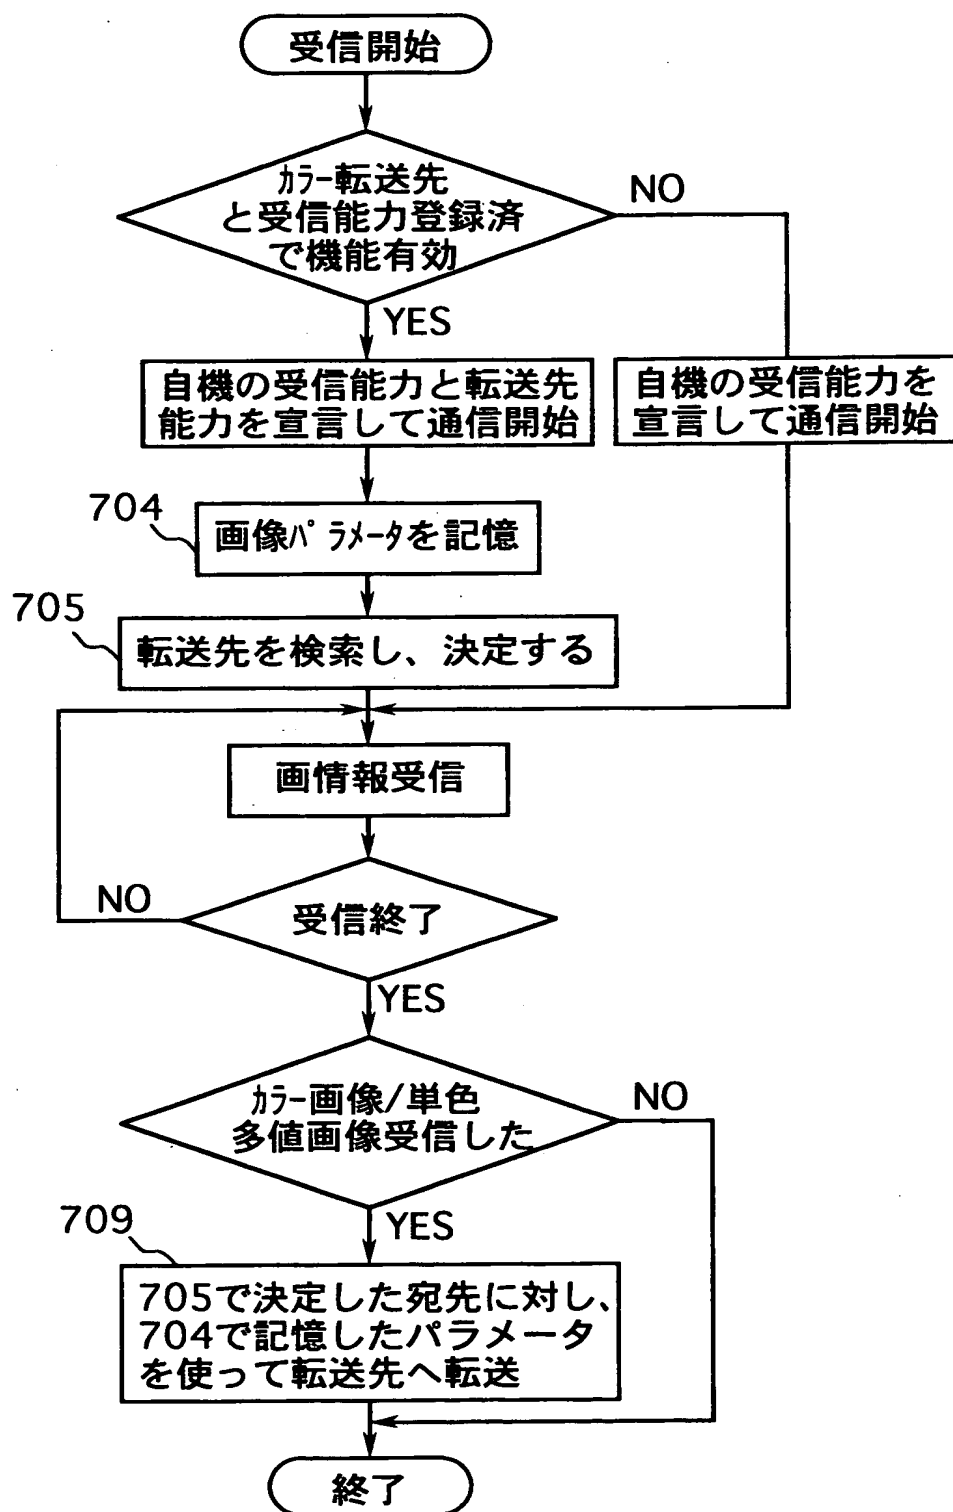 受信開始
カラー転送先
と受信能力登録済
で機能有効
NO
YES
自機の受信能力と転送先
能力を宣言して通信開始
自機の受信能力を
宣言して通信開始
704
画像パラメータを記憶
705
転送先を検索し、決定する
画情報受信
NO
受信終了
YES
カラー画像/単色
多値画像受信した
NO
YES
709
705で決定した宛先に対し、
704で記憶したパラメータ
を使って転送先へ転送
終了